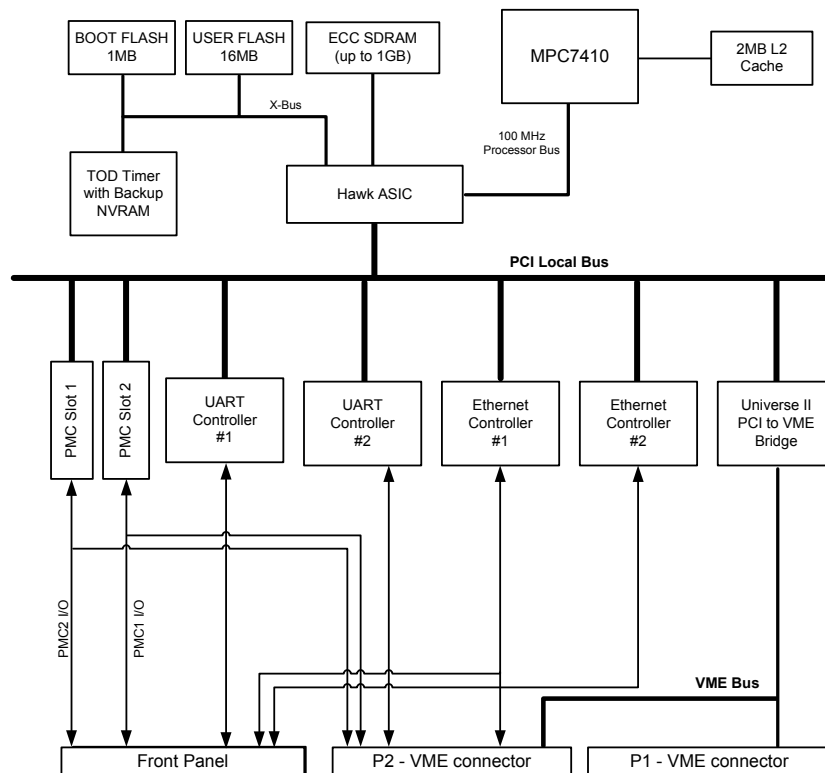 BOOT FLASH
1MB
USER FLASH
16MB
ECC SDRAM
(up to 1GB)
MPC7410
2MB L2
Cache
X-Bus
100 MHz
Processor Bus
TOD Timer
with Backup
NVRAM
Hawk ASIC
PCI Local Bus
PMC Slot 1
PMC Slot 2
UART
Controller
#1
UART
Controller
#2
Ethernet
Controller
#1
Ethernet
Controller
#2
Universe II
PCI to VME
Bridge
PMC2 I/O
PMC1 I/O
VME Bus
Front Panel
P2 - VME connector
P1 - VME connector